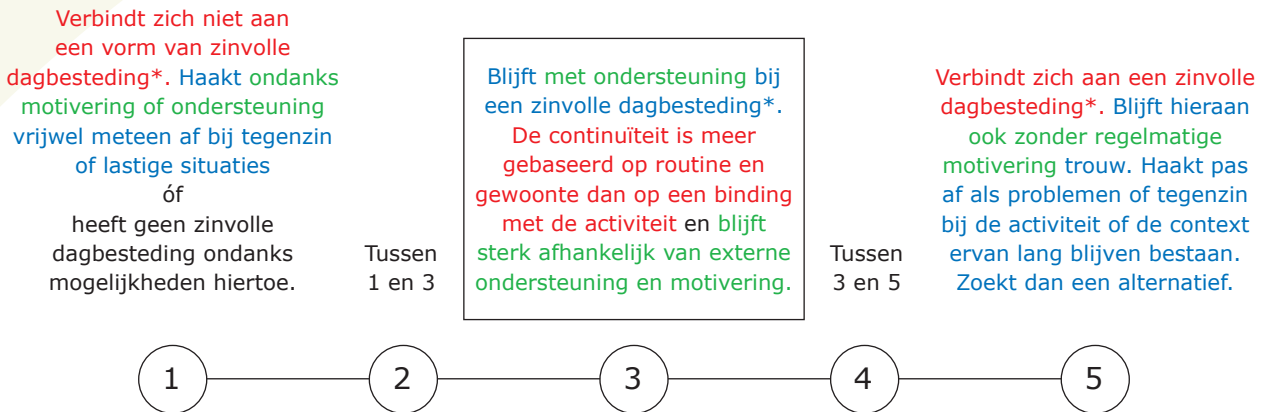 Verbindt zich niet aan
een vorm van zinvolle
dagbesteding*. Haakt ondanks
motivering of ondersteuning
vrijwel meteen af bij tegenzin
of lastige situaties
óf
heeft geen zinvolle
dagbesteding ondanks
mogelijkheden hiertoe.
Tussen
1 en 3
Blijft met ondersteuning bij
een zinvolle dagbesteding*.
De continuïteit is meer
gebaseerd op routine en
gewoonte dan op een binding
met de activiteit en blijft
sterk afhankelijk van externe
ondersteuning en motivering.
Tussen
3 en 5
Verbindt zich aan een zinvolle
dagbesteding*. Blijft hieraan
ook zonder regelmatige
motivering trouw. Haakt pas
af als problemen of tegenzin
bij de activiteit of de context
ervan lang blijven bestaan.
Zoekt dan een alternatief.
1 2 3 4 5